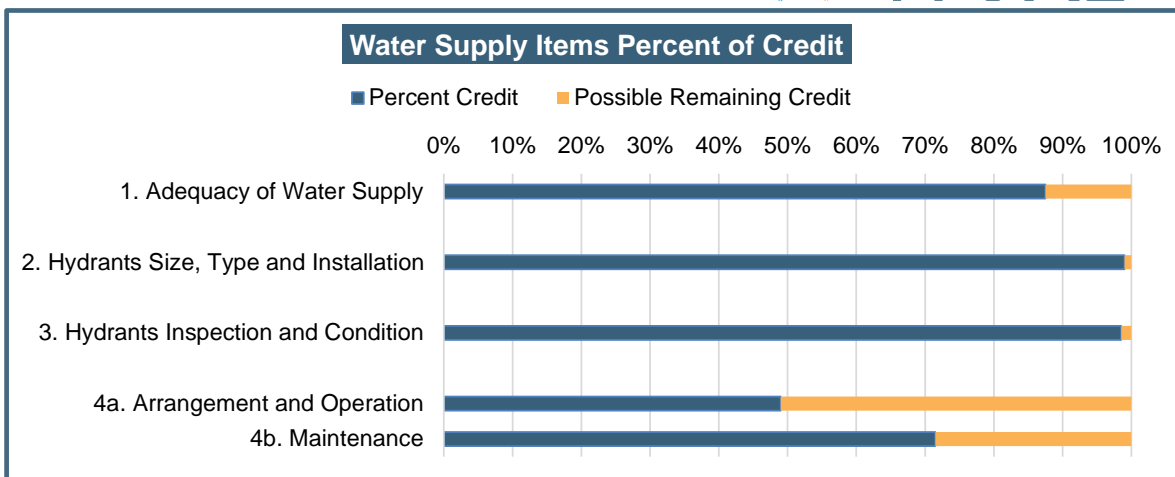 Water Supply Items Percent of Credit
Percent Credit Possible Remaining Credit
0% 10% 20% 30% 40% 50% 60% 70% 80% 90% 100%
1. Adequacy of Water Supply
2. Hydrants Size, Type and Installation
3. Hydrants Inspection and Condition
4a. Arrangement and Operation
4b. Maintenance